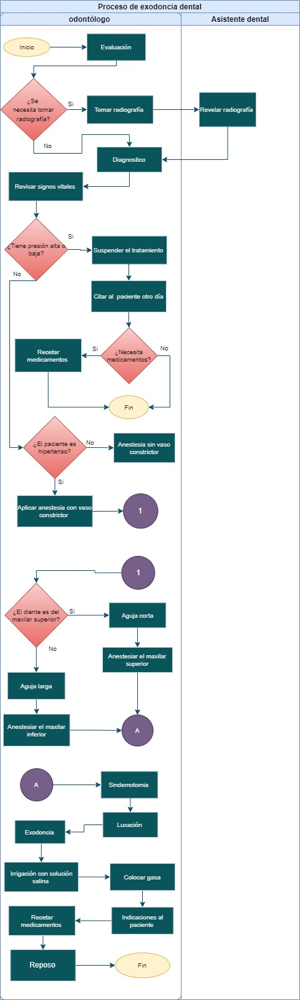 Proceso de exodoncia dental
odontólogo
Asistente dental
Inicio
Evaluación
¿Se
necesita tomar
radiografía?
Si
Tomar radiografía
Revelar radiografía
No
Diagnostico
Revisar signos vitales
¿Tiene presión alta o
baja?
Si
Suspender el tratamiento
No
Citar al paciente otro día
¿Necesita
medicamentos?
Si
No
Recetar
medicamentos
Fin
¿El paciente es
hipertenso?
No
Anestesia sin vaso
constrictor
Si
Aplicar anestesia con vaso
constrictor
1
1
¿El diente es del
maxilar superior?
Si
Aguja corta
No
Anestesiar el maxilar
superior
Aguja larga
Anestesiar el maxilar
inferior
A
A
Sindemotomia
Luxación
Exodoncia
Irrigación con solución
salina
Colocar gasa
Indicaciones al
paciente
Recetar
medicamentos
Reposo
Fin